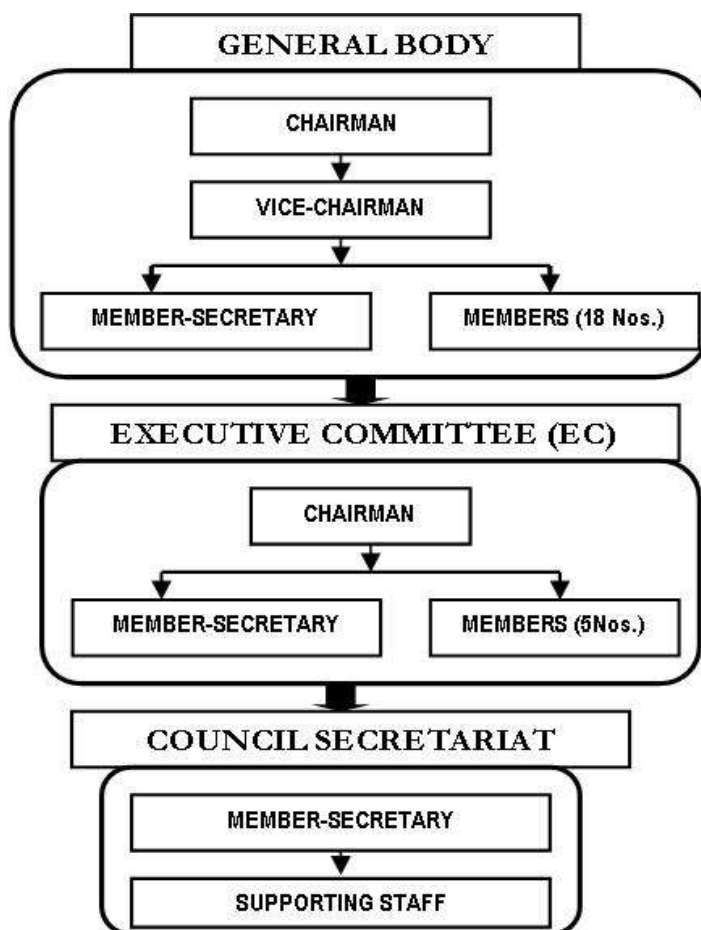 GENERAL BODY
CHAIRMAN
VICE-CHAIRMAN
MEMBER-SECRETARY
MEMBERS (18 Nos.)
EXECUTIVE COMMITTEE (EC)
CHAIRMAN
MEMBER-SECRETARY
MEMBERS (5Nos.)
COUNCIL SECRETARIAT
MEMBER-SECRETARY
SUPPORTING STAFF